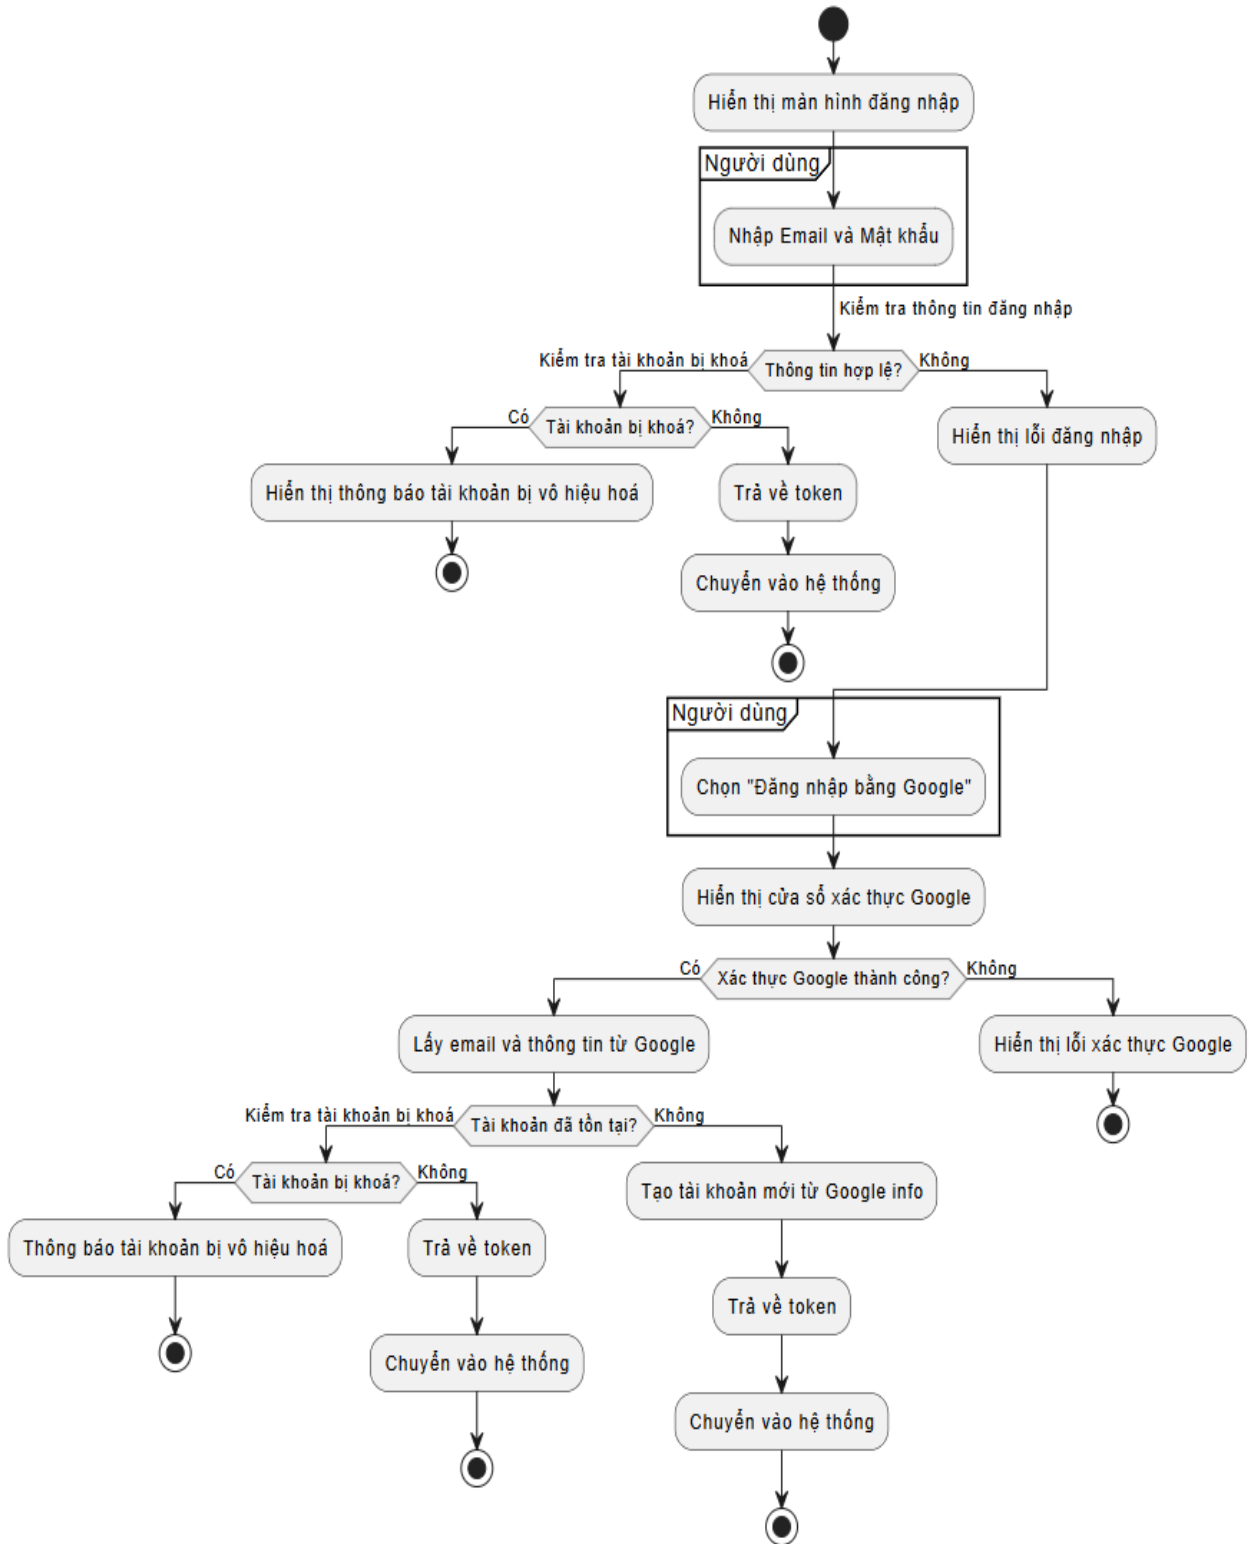 Hiển thị màn hình đăng nhập
Người dùng
Nhập Email và Mật khẩu
Kiểm tra thông tin đăng nhập
Kiểm tra tài khoản bị khoá
Thông tin hợp lệ?
Không
Có
Tài khoản bị khoá?
Không
Hiển thị lỗi đăng nhập
Hiển thị thông báo tài khoản bị vô hiệu hoá
Trả về token
Chuyển vào hệ thống
Người dùng
Chọn "Đăng nhập bằng Google"
Hiển thị cửa sổ xác thực Google
Có
Xác thực Google thành công?
Không
Lấy email và thông tin từ Google
Hiển thị lỗi xác thực Google
Kiểm tra tài khoản bị khoá
Tài khoản đã tồn tại?
Không
Có
Tài khoản bị khoá?
Không
Tạo tài khoản mới từ Google info
Thông báo tài khoản bị vô hiệu hoá
Trả về token
Trả về token
Chuyển vào hệ thống
Chuyển vào hệ thống